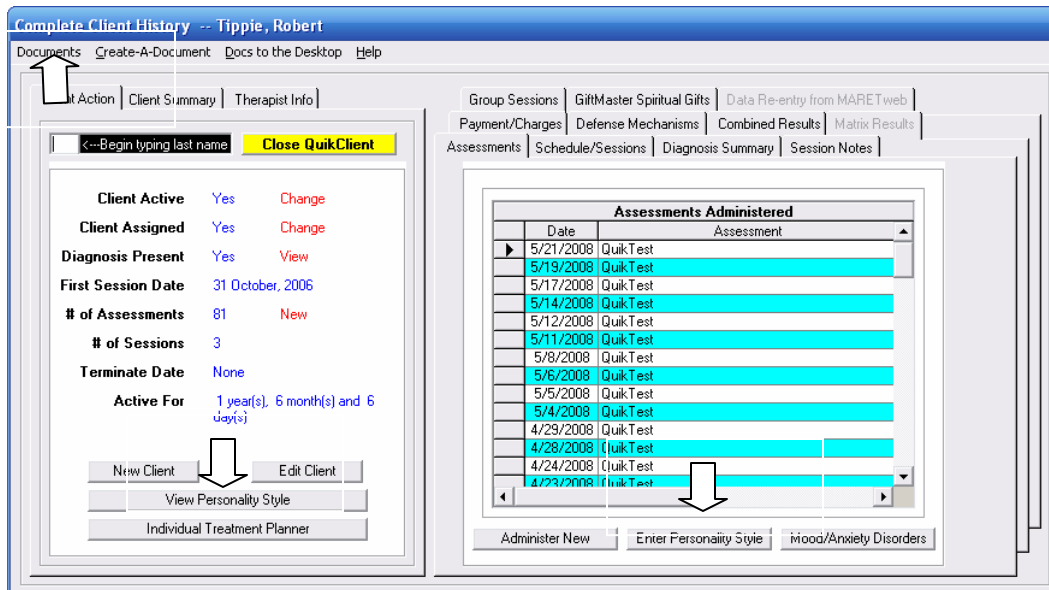 Complete Client History -- Tippie, Robert
Documents Create-A-Document Docs to the Desktop Help
Action Client Summary Therapist Info
<---Begin typing last name Close QuikClient
Client Active Yes Change
Client Assigned Yes Change
Diagnosis Present Yes View
First Session Date 31 October, 2006
# of Assessments 81 New
# of Sessions 3
Terminate Date None
Active For 1 year(s), 6 month(s) and 6
day(s)
New Client Edit Client
View Personality Style
Individual Treatment Planner
Group Sessions GiftMaster Spiritual Gifts Data Re-entry from MARETweb
Payment/Charges Defense Mechanisms Combined Results Matrix Results
Assessments Schedule/Sessions Diagnosis Summary Session Notes
Assessments Administered
Date Assessment
5/21/2008 QuikTest
5/19/2008 QuikTest
5/17/2008 QuikTest
5/14/2008 QuikTest
5/12/2008 QuikTest
5/11/2008 QuikTest
5/8/2008 QuikTest
5/6/2008 QuikTest
5/5/2008 QuikTest
5/4/2008 QuikTest
4/29/2008 QuikTest
4/28/2008 QuikTest
4/24/2008 QuikTest
4/23/2008 QuikTest
Administer New Enter Personality Style Mood/Anxiety Disorders